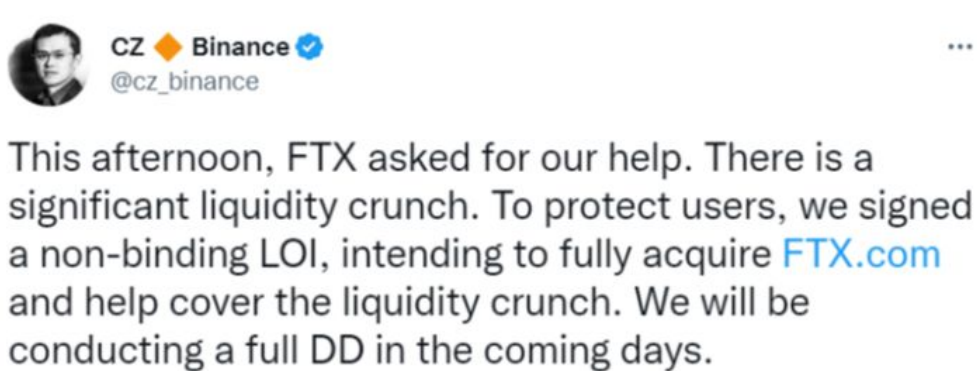 CZ 🔶 Binance
@cz_binance
This afternoon, FTX asked for our help. There is a
significant liquidity crunch. To protect users, we signed
a non-binding LOI, intending to fully acquire FTX.com
and help cover the liquidity crunch. We will be
conducting a full DD in the coming days.